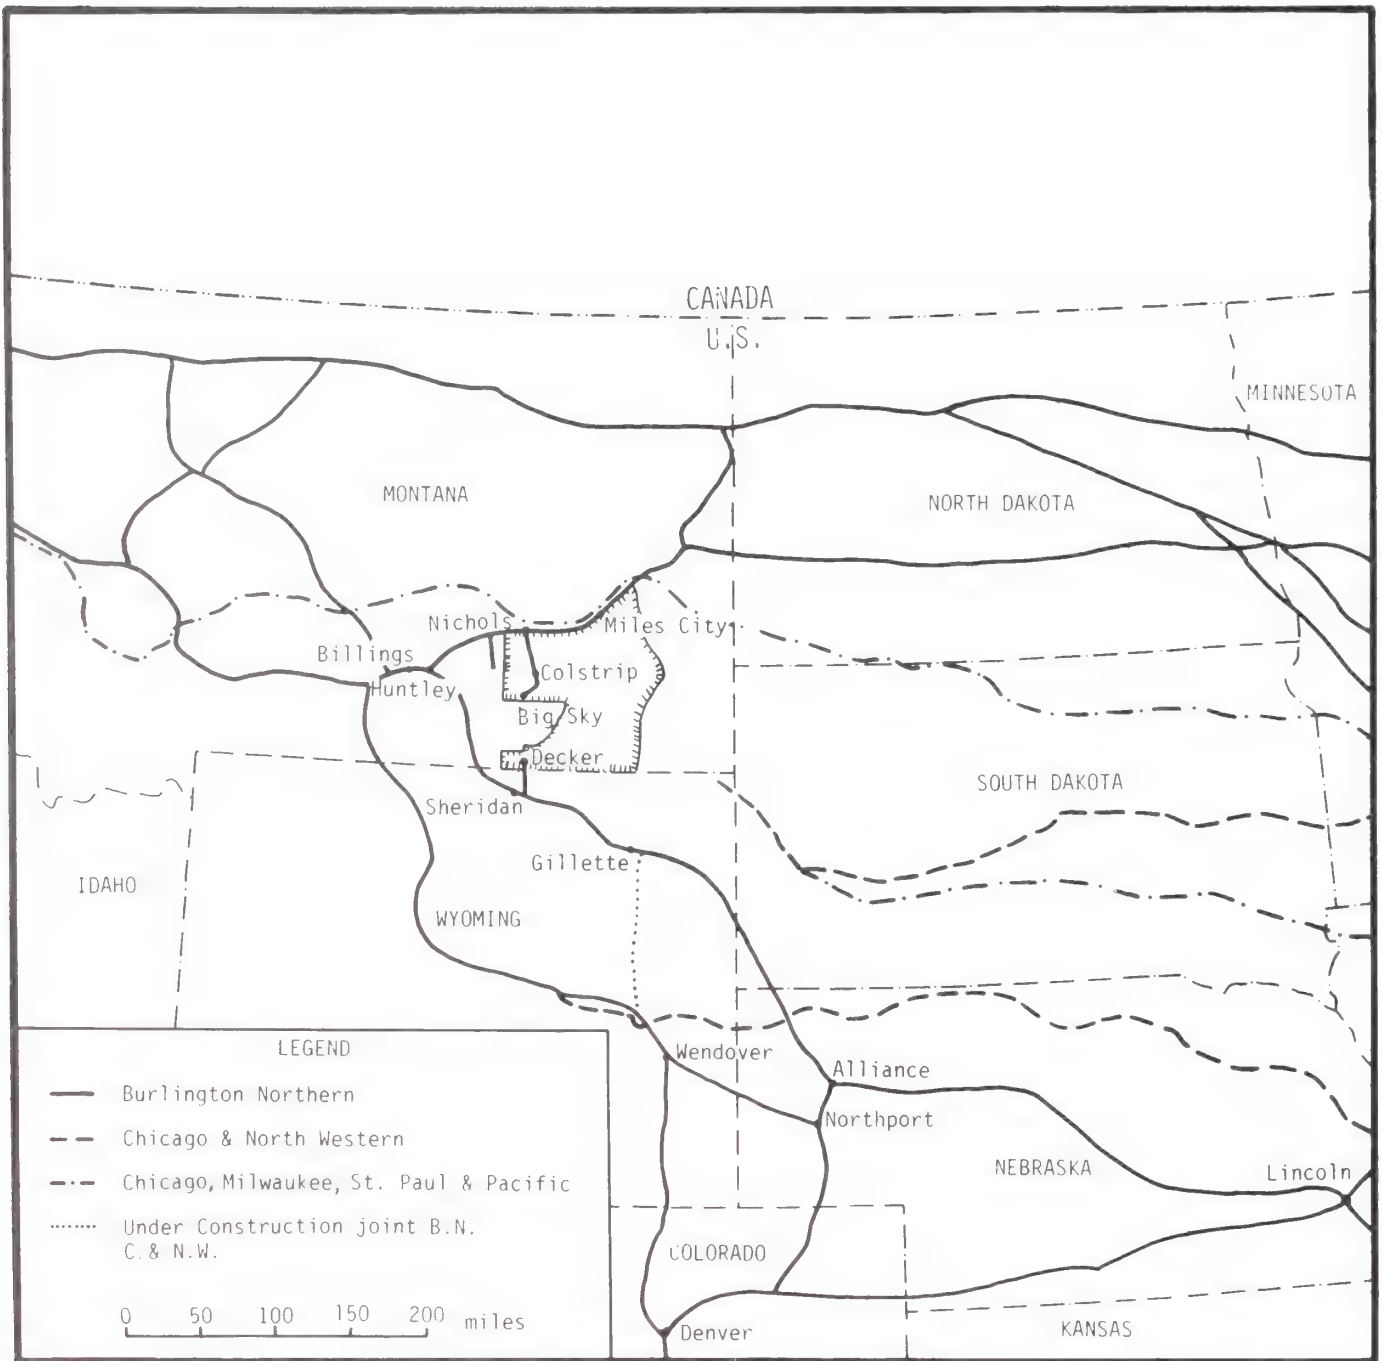 CANADA
U.S.
MINNESOTA
MONTANA
NORTH DAKOTA
Nichols
Miles City
Billings
Colstrip
Huntley
Big Sky
Decker
SOUTH DAKOTA
Sheridan
Gillette
IDAHO
WYOMING
LEGEND
Wendover
Alliance
Burlington Northern
Northport
Chicago & North Western
NEBRASKA
Lincoln
Chicago, Milwaukee, St. Paul & Pacific
Under Construction joint B.N.
C.& N.W.
COLORADO
0 50 100 150 200 miles
Denver
KANSAS